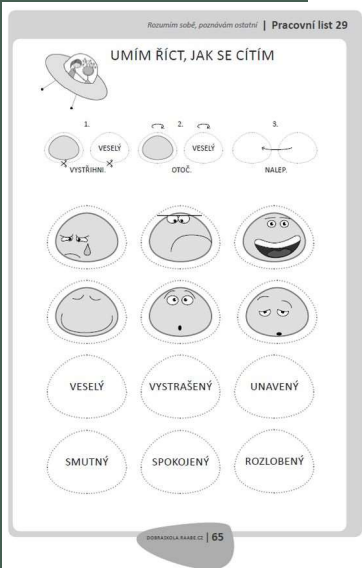 Rozumím sobě, poznávám ostatní | Pracovní list 29
UMÍM ŘÍCT, JAK SE CÍTÍM
1. 2. 3.
VESELÝ VESELÝ
VYSTŘIHNI. OTOČ. NALEP.
VESELÝ VYSTRAŠENÝ UNAVENÝ
SMUTNÝ SPOKOJENÝ ROZLOBENÝ
DOBRASKOLA.RAABE.CZ | 65